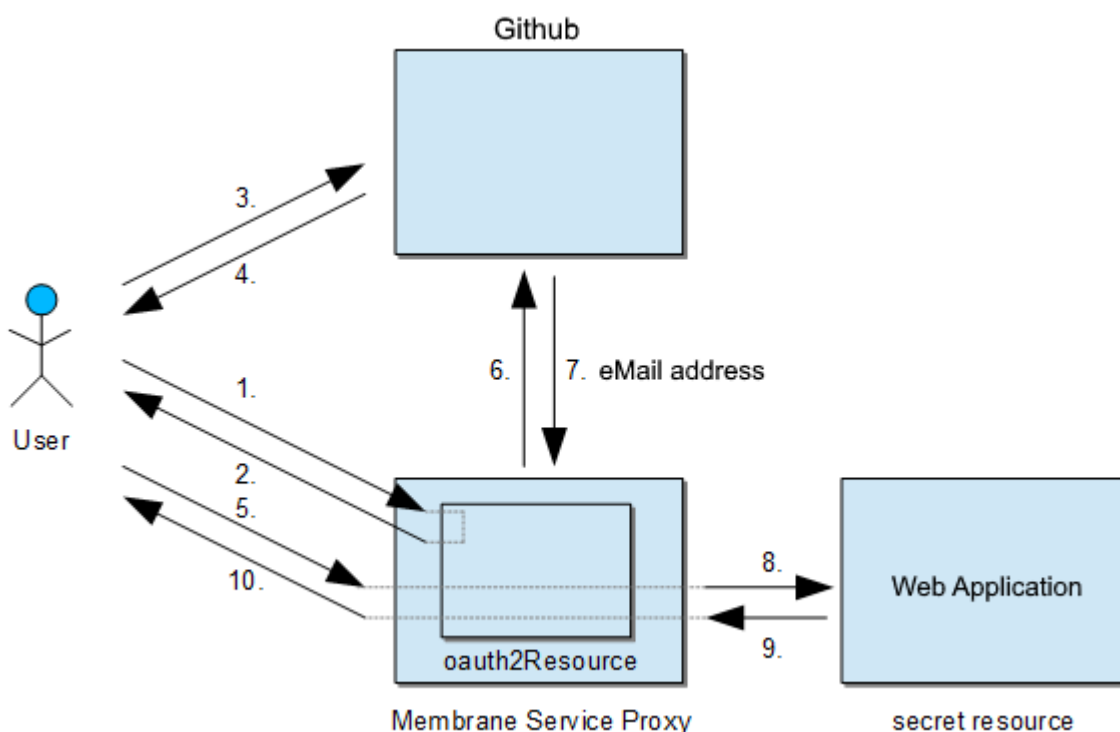 Github
3.
4.
User
1.
2.
5.
10.
6.
7. eMail address
8.
9.
Web Application
oauth2Resource
Membrane Service Proxy
secret resource